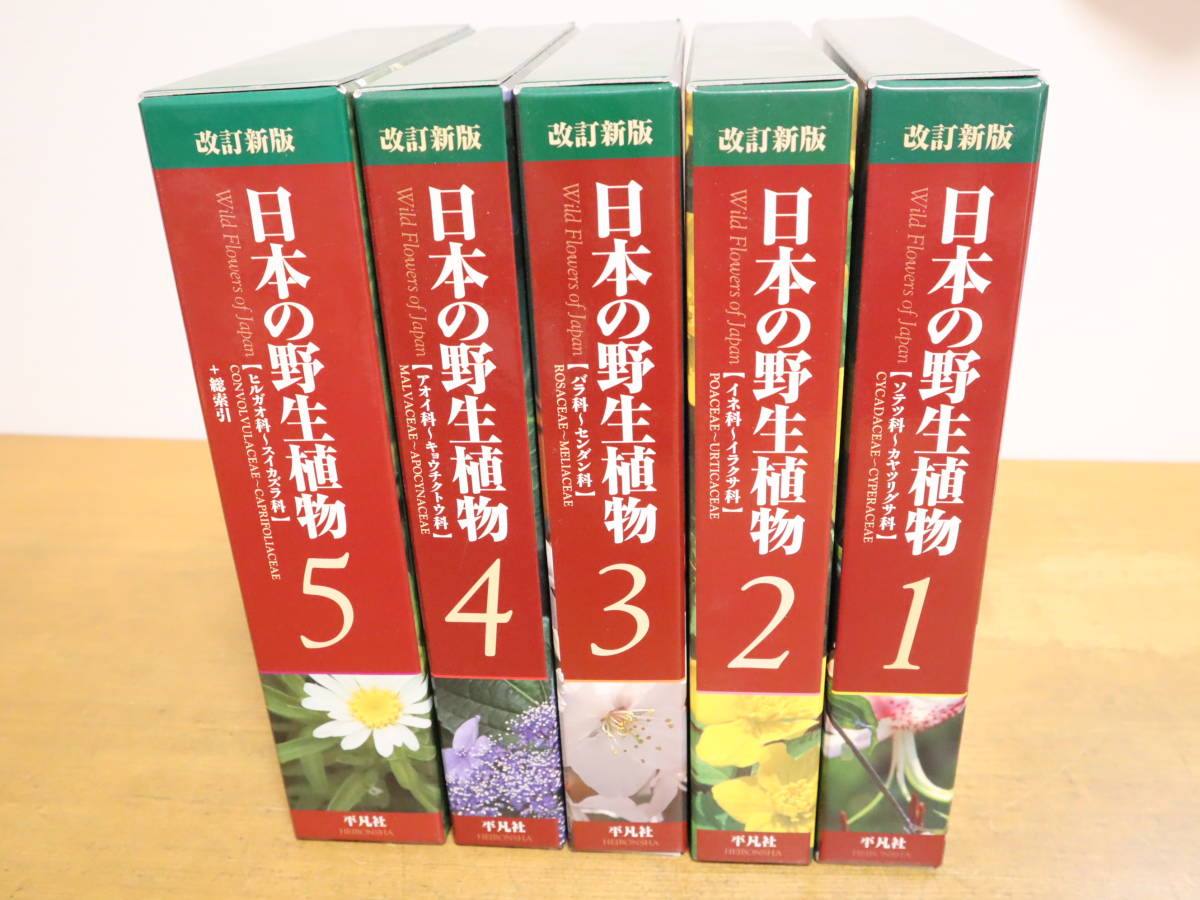 改訂新版
日本の野生植物
Wild Flowers of Japan
【ヒルガオ科~スイカズラ科】
CONVOLVULACEAE~CAPRIFOLIACEAE
+総索引
5
平凡社
HEIBONSHA
改訂新版
日本の野生植物
Wild Flowers of Japan
【アオイ科~キョウチクトウ科】
MALVACEAE~APOCYNACEAE
4
平凡社
HEIBONSHA
改訂新版
日本の野生植物
Wild Flowers of Japan
【バラ科~センダン科】
ROSACEAE~MELIACEAE
3
平凡社
HEIBONSHA
改訂新版
日本の野生植物
Wild Flowers of Japan
【イネ科~イラクサ科】
POACEAE~URTICACEAE
2
平凡社
HEIBONSHA
改訂新版
日本の野生植物
Wild Flowers of Japan
【ソテツ科~カヤツリグサ科】
CYCADACEAE~CYPERACEAE
1
平凡社
HEIBONSHA